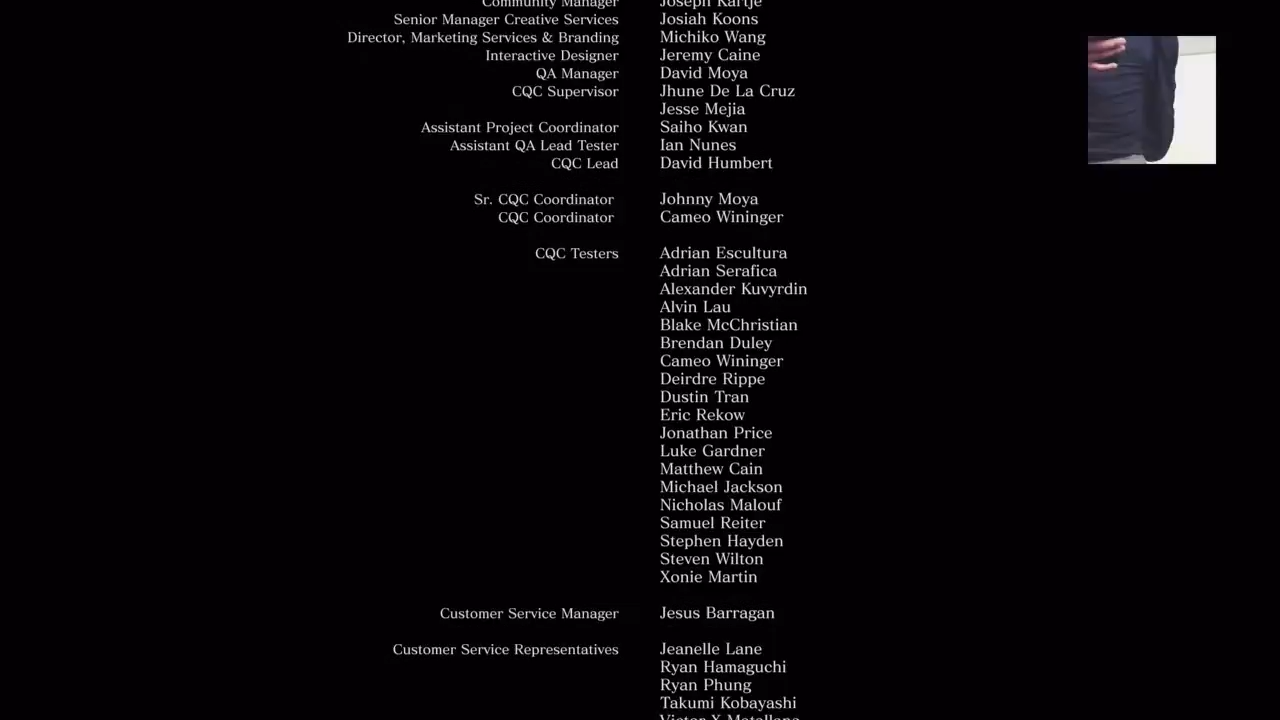 Community Manager Joseph Kartje
Senior Manager Creative Services Josiah Koons
Director, Marketing Services & Branding Michiko Wang
Interactive Designer Jeremy Caine
QA Manager David Moya
CQC Supervisor Jhune De La Cruz
Jesse Mejia
Assistant Project Coordinator Saiho Kwan
Assistant QA Lead Tester Ian Nunes
CQC Lead David Humbert
Sr. CQC Coordinator Johnny Moya
CQC Coordinator Cameo Wininger
CQC Testers Adrian Escultura
Adrian Serafica
Alexander Kuvyrdin
Alvin Lau
Blake McChristian
Brendan Duley
Cameo Wininger
Deirdre Rippe
Dustin Tran
Eric Rekow
Jonathan Price
Luke Gardner
Matthew Cain
Michael Jackson
Nicholas Malouf
Samuel Reiter
Stephen Hayden
Steven Wilton
Xonie Martin
Customer Service Manager Jesus Barragan
Customer Service Representatives Jeanelle Lane
Ryan Hamaguchi
Ryan Phung
Takumi Kobayashi